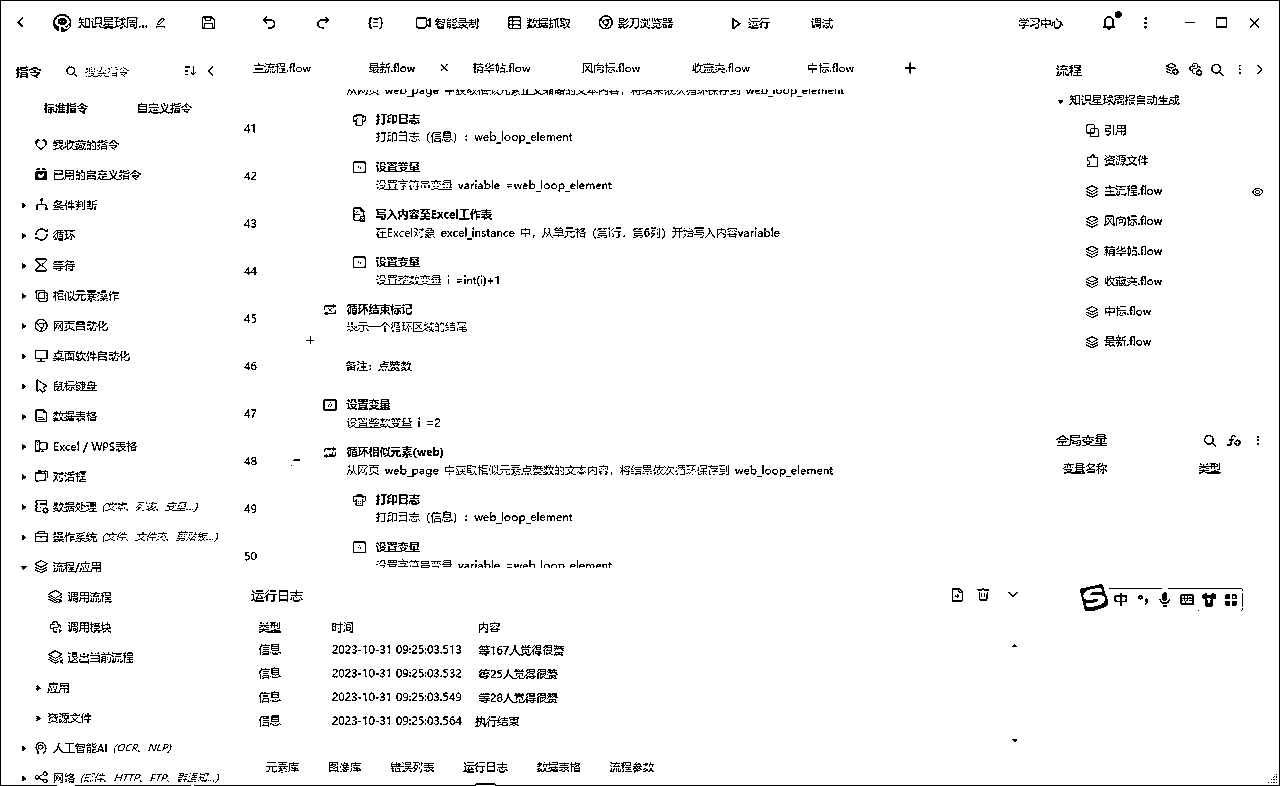 知识星球周... 智能录制 数据抓取 影刀浏览器 运行 调试 学习中心
指令 搜索指令
标准指令 自定义指令
我收藏的指令
已用的自定义指令
条件判断
循环
等待
相似元素操作
网页自动化
桌面软件自动化
鼠标键盘
数据表格
Excel / WPS表格
对话框
数据处理 (文本、列表、变量...)
操作系统 (文件、文件夹、剪贴板...)
流程/应用
调用流程
调用模块
退出当前流程
应用
资源文件
人工智能AI (OCR、NLP)
网络 (邮件、HTTP、FTP、群通知...)
主流程.flow 最新.flow 精华帖.flow 风向标.flow 收藏夹.flow 中标.flow
从网页 web_page 中获取相似元素正文缩略的文本内容，将结果依次循环保存到 web_loop_element
41 打印日志
打印日志（信息）：web_loop_element
42 设置变量
设置字符串变量 variable =web_loop_element
43 写入内容至Excel工作表
在Excel对象 excel_instance 中，从单元格（第i行，第6列）开始写入内容variable
44 设置变量
设置整数变量 i =int(i)+1
45 循环结束标记
表示一个循环区域的结尾
46 备注：点赞数
47 设置变量
设置整数变量 i =2
48 循环相似元素(web)
从网页 web_page 中获取相似元素点赞数的文本内容，将结果依次循环保存到 web_loop_element
49 打印日志
打印日志（信息）：web_loop_element
50 设置变量
设置字符串变量 variable =web_loop_element
运行日志
类型 时间 内容
信息 2023-10-31 09:25:03.513 等167人觉得很赞
信息 2023-10-31 09:25:03.532 等25人觉得很赞
信息 2023-10-31 09:25:03.549 等28人觉得很赞
信息 2023-10-31 09:25:03.564 执行结束
元素库 图像库 错误列表 运行日志 数据表格 流程参数
流程
知识星球周报自动生成
引用
资源文件
主流程.flow
风向标.flow
精华帖.flow
收藏夹.flow
中标.flow
最新.flow
全局变量
变量名称 类型
中